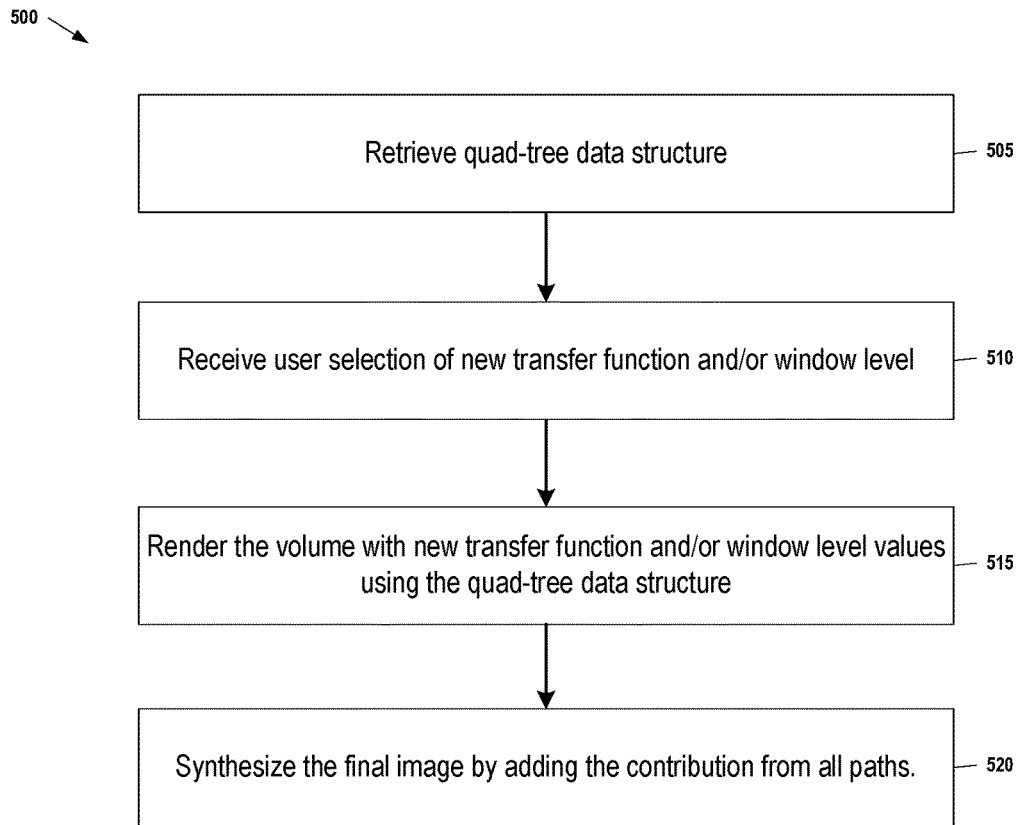 500
Retrieve quad-tree data structure
505
Receive user selection of new transfer function and/or window level
510
Render the volume with new transfer function and/or window level values
using the quad-tree data structure
515
Synthesize the final image by adding the contribution from all paths.
520